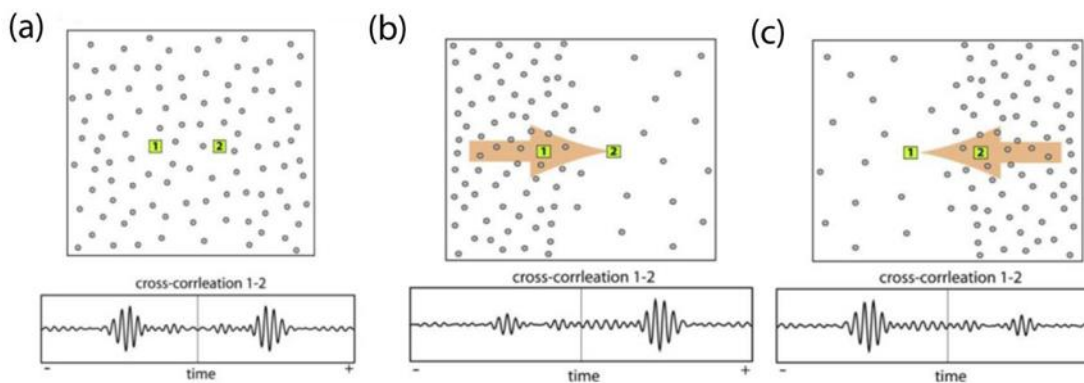 (a)
(b)
(c)
1 2
1 2
1 2
cross-corrleation 1-2
cross-corrleation 1-2
cross-corrleation 1-2
- time +
- time +
- time